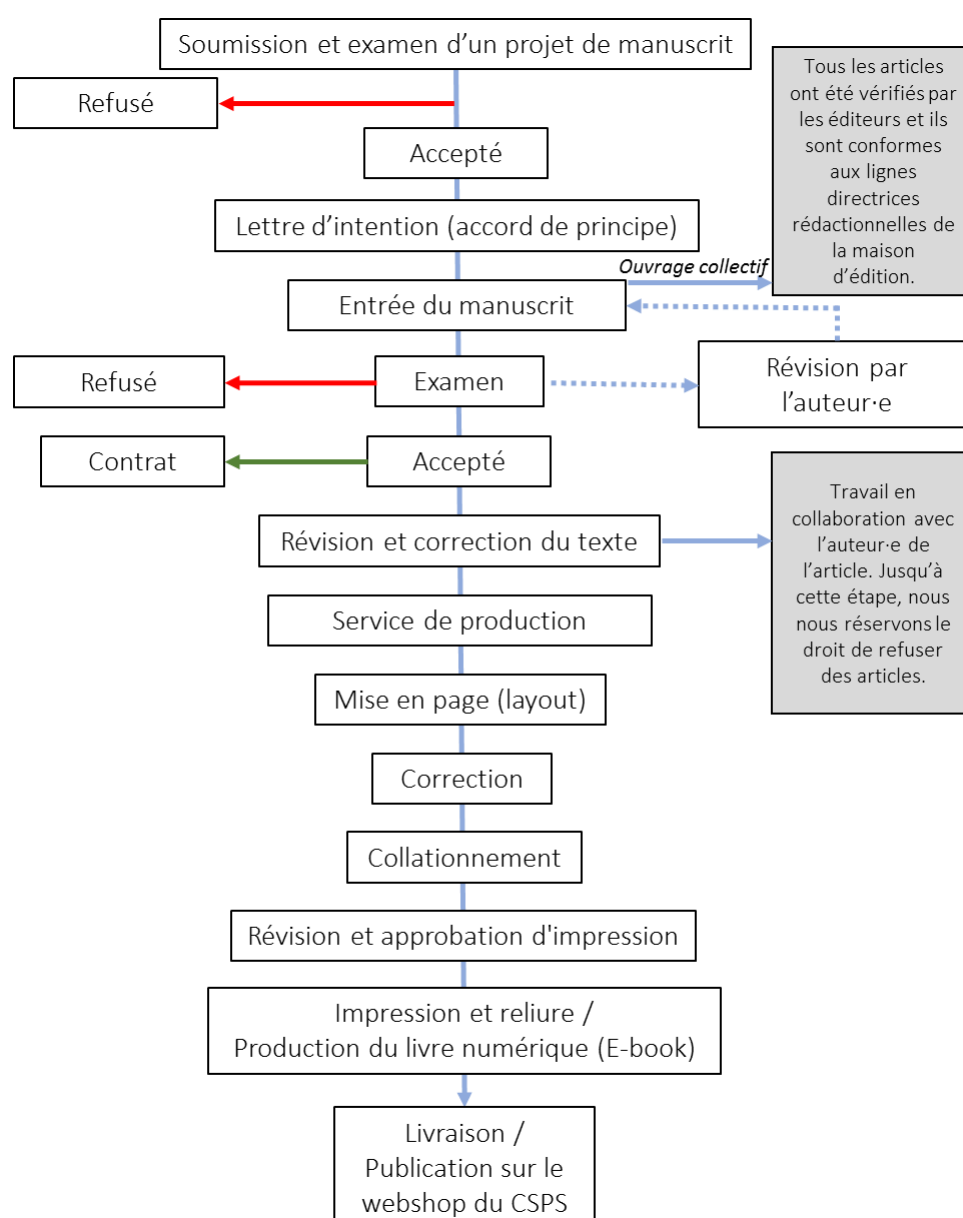 Soumission et examen d’un projet de manuscrit
Refusé
Tous les articles
ont été vérifiés par
les éditeurs et ils
sont conformes
aux lignes
directrices
rédactionnelles de
la maison
d’édition.
Accepté
Lettre d’intention (accord de principe)
Ouvrage collectif
Entrée du manuscrit
Révision par
l’auteur·e
Refusé
Examen
Contrat
Accepté
Travail en
collaboration avec
l’auteur·e de
l’article. Jusqu’à
cette étape, nous
nous réservons le
droit de refuser
des articles.
Révision et correction du texte
Service de production
Mise en page (layout)
Correction
Collationnement
Révision et approbation d'impression
Impression et reliure /
Production du livre numérique (E-book)
Livraison /
Publication sur le
webshop du CSPS